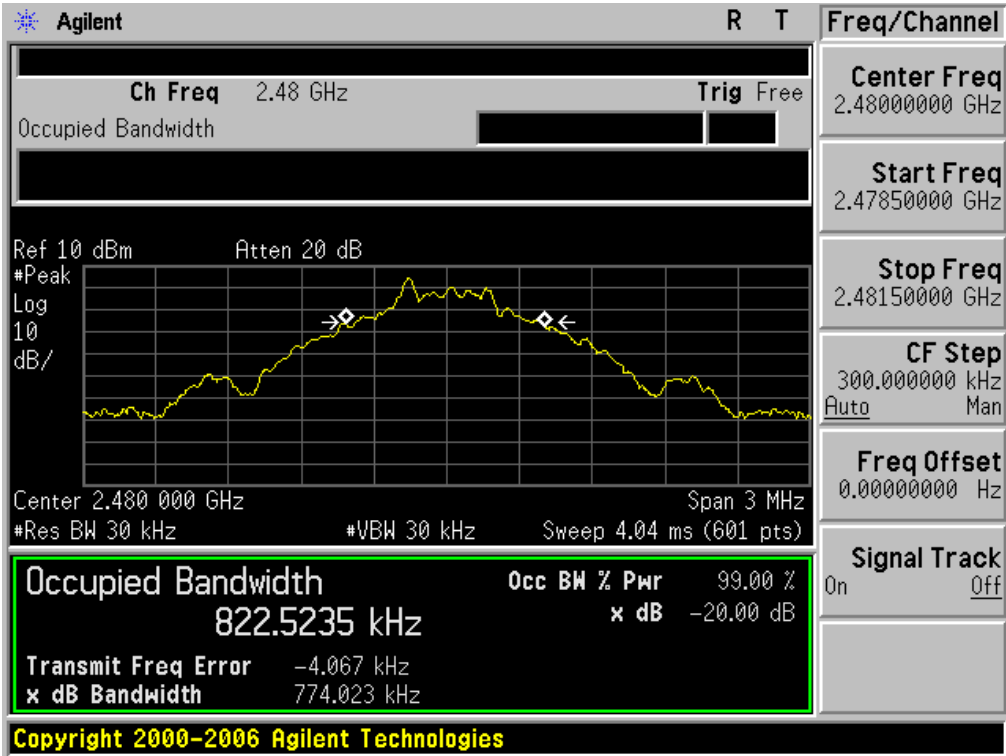 Agilent R T Freq/Channel
Ch Freq 2.48 GHz Trig Free
Occupied Bandwidth
Center Freq
2.48000000 GHz
Start Freq
2.47850000 GHz
Stop Freq
2.48150000 GHz
CF Step
300.000000 kHz
Auto Man
Freq Offset
0.00000000 Hz
Signal Track
On Off
Ref 10 dBm Atten 20 dB
#Peak
Log
10
dB/
Center 2.480 000 GHz Span 3 MHz
#Res BW 30 kHz #VBW 30 kHz Sweep 4.04 ms (601 pts)
Occupied Bandwidth Occ BW % Pwr 99.00 %
822.5235 kHz x dB -20.00 dB
Transmit Freq Error -4.067 kHz
x dB Bandwidth 774.023 kHz
Copyright 2000-2006 Agilent Technologies